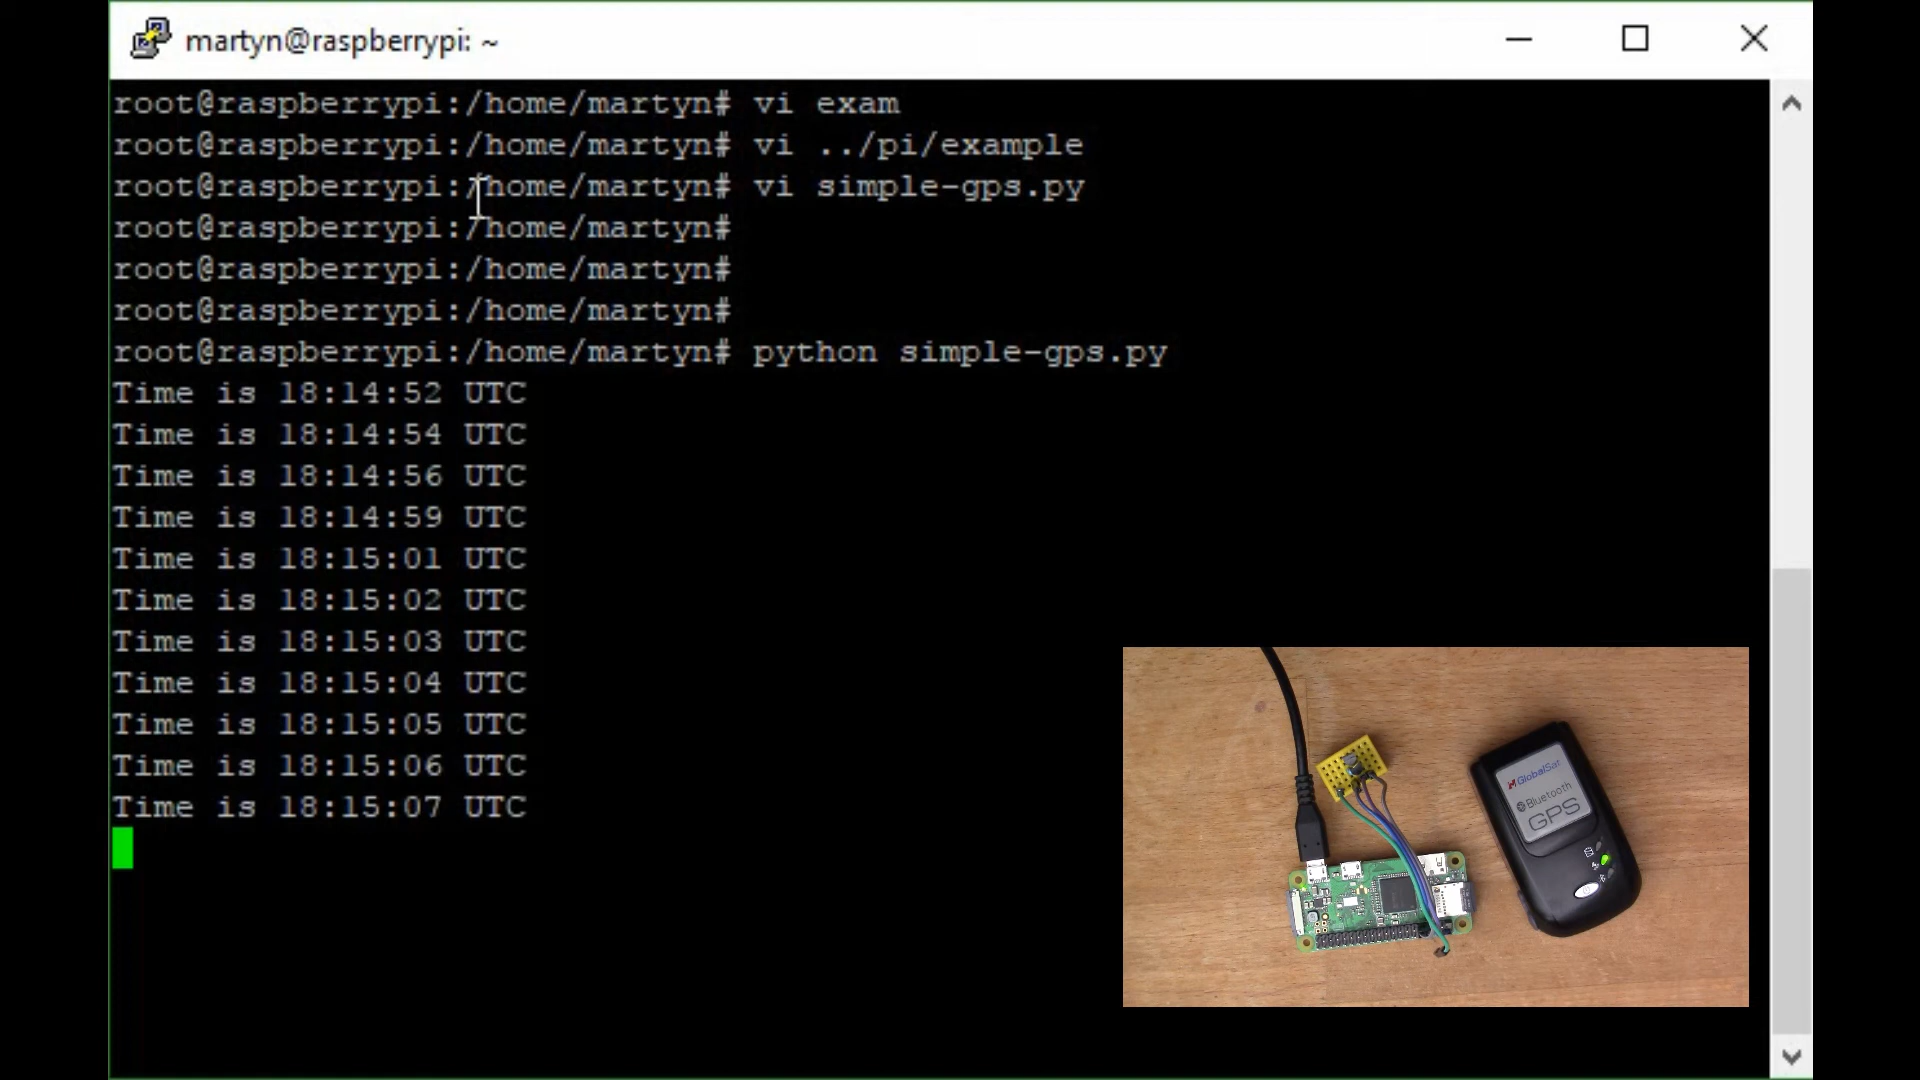 martyn@raspberrypi: ~
root@raspberrypi:/home/martyn# vi exam
root@raspberrypi:/home/martyn# vi ../pi/example
root@raspberrypi:/home/martyn# vi simple-gps.py
root@raspberrypi:/home/martyn#
root@raspberrypi:/home/martyn#
root@raspberrypi:/home/martyn#
root@raspberrypi:/home/martyn# python simple-gps.py
Time is 18:14:52 UTC
Time is 18:14:54 UTC
Time is 18:14:56 UTC
Time is 18:14:59 UTC
Time is 18:15:01 UTC
Time is 18:15:02 UTC
Time is 18:15:03 UTC
Time is 18:15:04 UTC
Time is 18:15:05 UTC
Time is 18:15:06 UTC
Time is 18:15:07 UTC
GlobalSat
Bluetooth
GPS